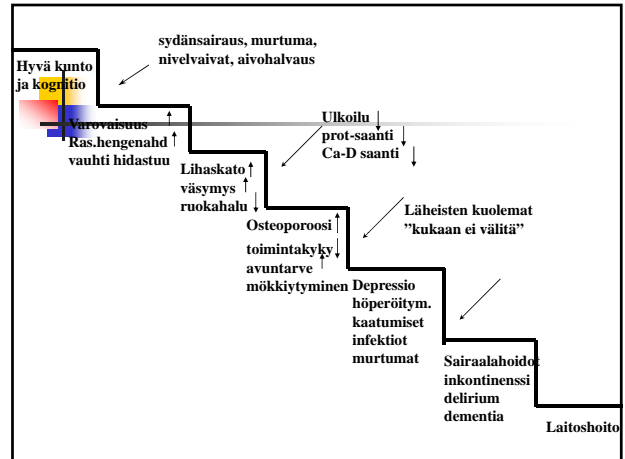 sydänsairaus, murtuma,
nivelvaivat, aivohalvaus
Hyvä kunto
ja kognitio
Varovaisuus ↑
Ras.hengenahd ↑
vauhti hidastuu
Ulkoilu ↓
prot-saanti ↓
Ca-D saanti ↓
Lihaskato ↑
väsymys ↑
ruokahalu ↓
Osteoporoosi ↑
toimintakyky ↓
avuntarve ↑
mökkiytyminen
Läheisten kuolemat
”kukaan ei välitä”
Depressio
höperöitym.
kaatumiset
infektiot
murtumat
Sairaalahoidot
inkontinenssi
delirium
dementia
Laitoshoito